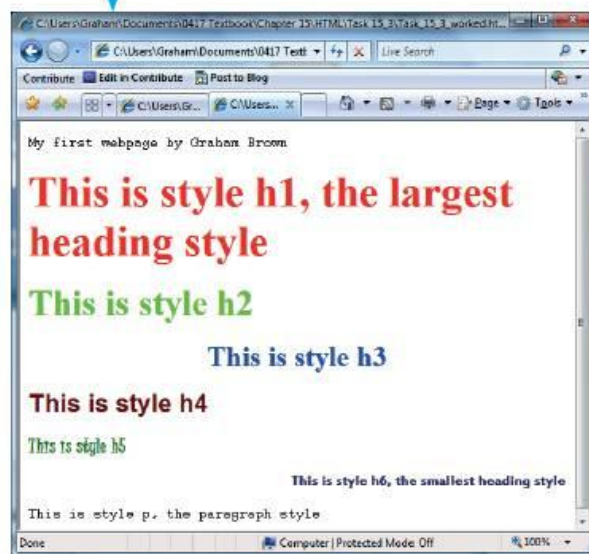 C:\Users\Graham\Documents\0417 Textbook\Chapter 15\HTML\Task 15_3\Task_15_3_worked.ht...
C:\Users\Graham\Documents\0417 Textb
Live Search
Contribute Edit in Contribute Post to Blog
C:\Users\Gr... C:\Users... Page Tools
My first webpage by Graham Brown
This is style h1, the largest
heading style
This is style h2
This is style h3
This is style h4
This is style h5
This is style h6, the smallest heading style
This is style p, the paragraph style
Done Computer | Protected Mode: Off 100%